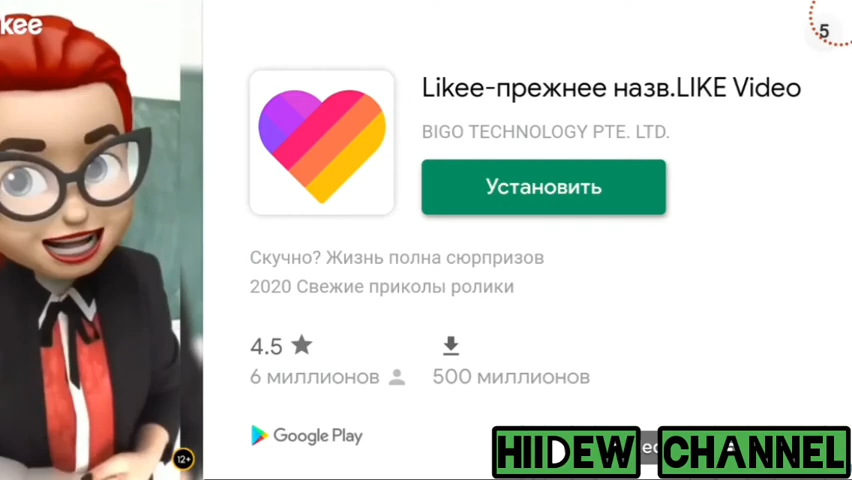 kee
5
Likee-прежнее назв.LIKE Video
BIGO TECHNOLOGY PTE. LTD.
Установить
Скучно? Жизнь полна сюрпризов
2020 Свежие приколы ролики
4.5
6 миллионов 500 миллионов
Google Play
HIIDEW CHANNEL
12+